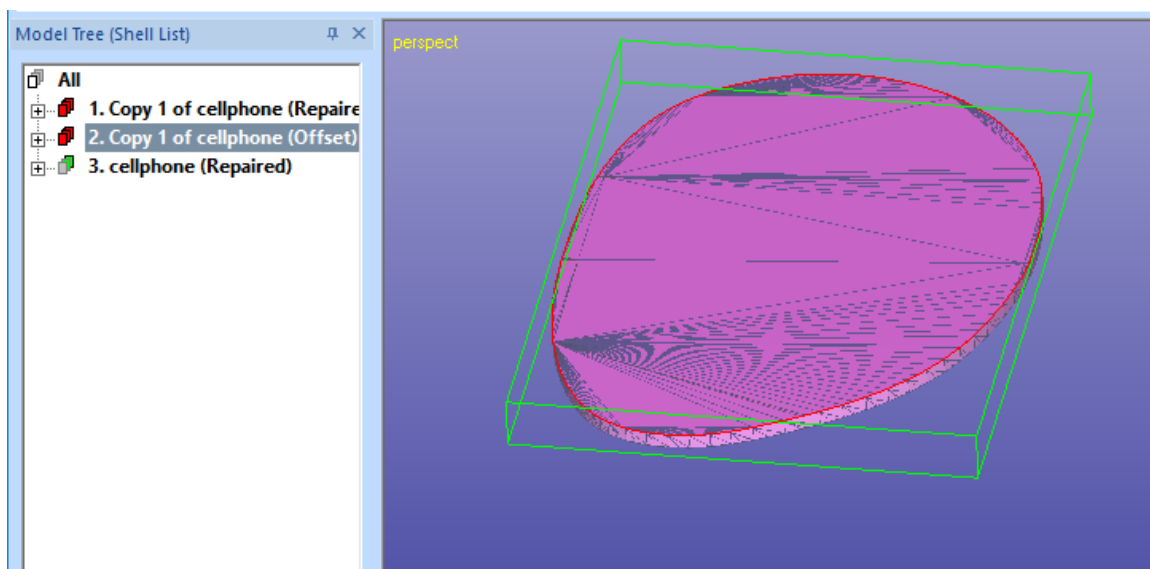 Model Tree (Shell List)
perspect
All
1. Copy 1 of cellphone (Repaire
2. Copy 1 of cellphone (Offset)
3. cellphone (Repaired)